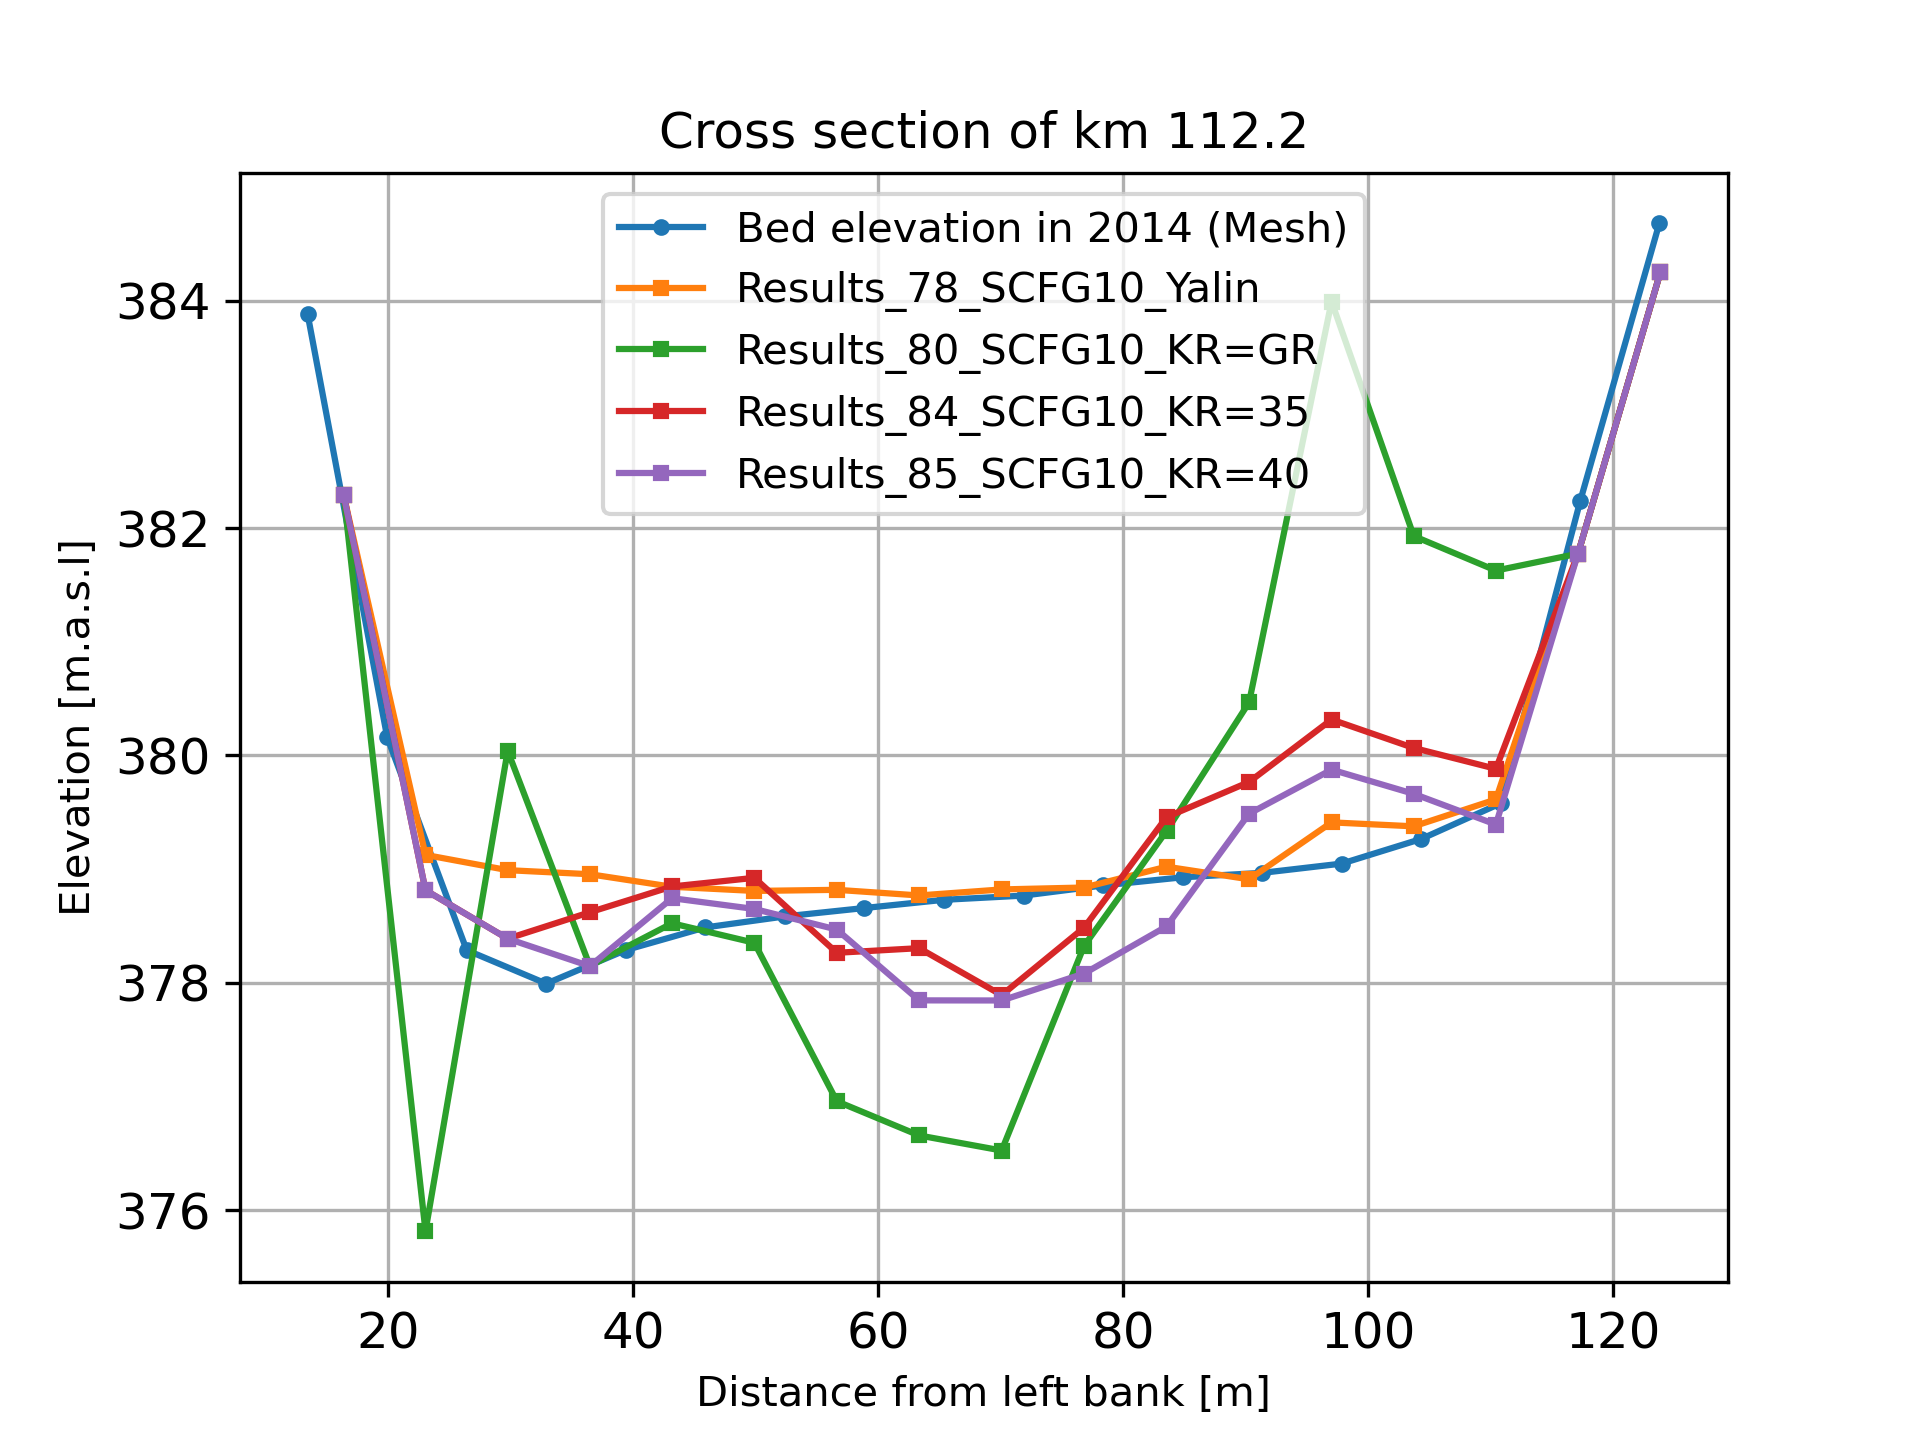 Cross section of km 112.2
Bed elevation in 2014 (Mesh)
Results_78_SCFG10_Yalin
Results_80_SCFG10_KR=GR
Results_84_SCFG10_KR=35
Results_85_SCFG10_KR=40
384
382
380
378
376
Elevation [m.a.s.l]
20 40 60 80 100 120
Distance from left bank [m]